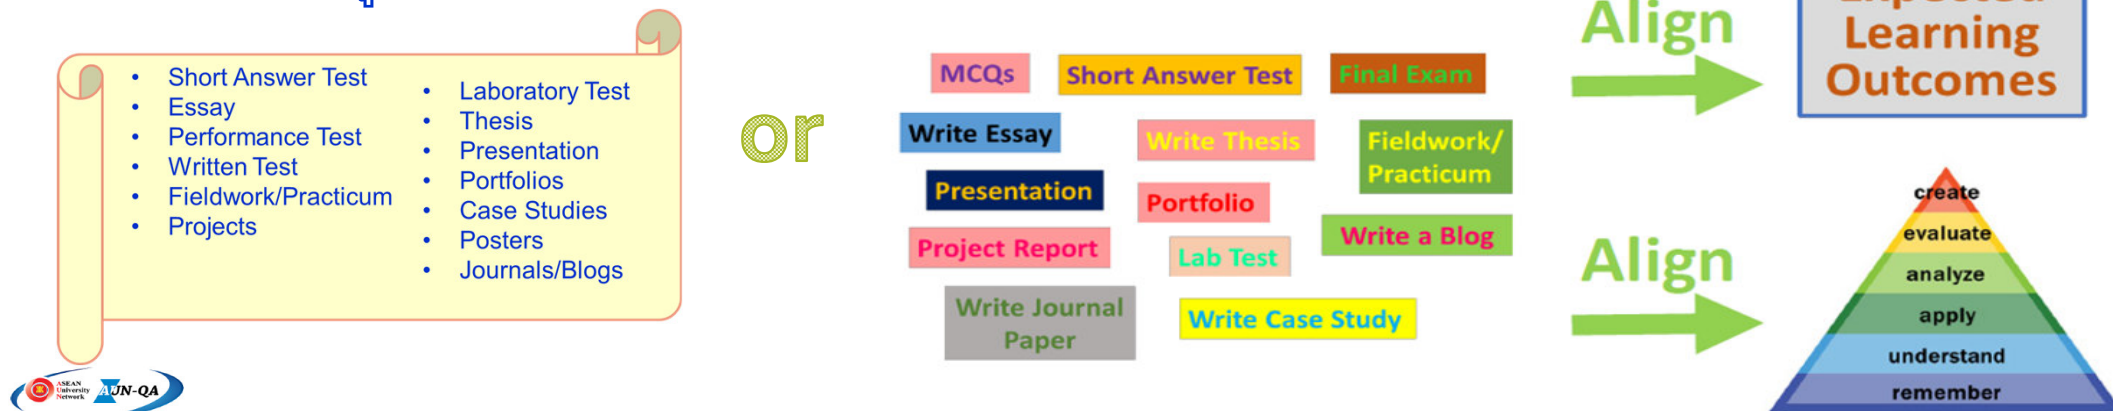 Short Answer Test
Essay
Performance Test
Written Test
Fieldwork/Practicum
Projects
Laboratory Test
Thesis
Presentation
Portfolios
Case Studies
Posters
Journals/Blogs
or
MCQs
Short Answer Test
Final Exam
Write Essay
Write Thesis
Fieldwork/
Practicum
Presentation
Portfolio
Write a Blog
Project Report
Lab Test
Write Journal
Paper
Write Case Study
Align
Align
Expected
Learning
Outcomes
create
evaluate
analyze
apply
understand
remember
ASEAN
University
Network
AUN-QA